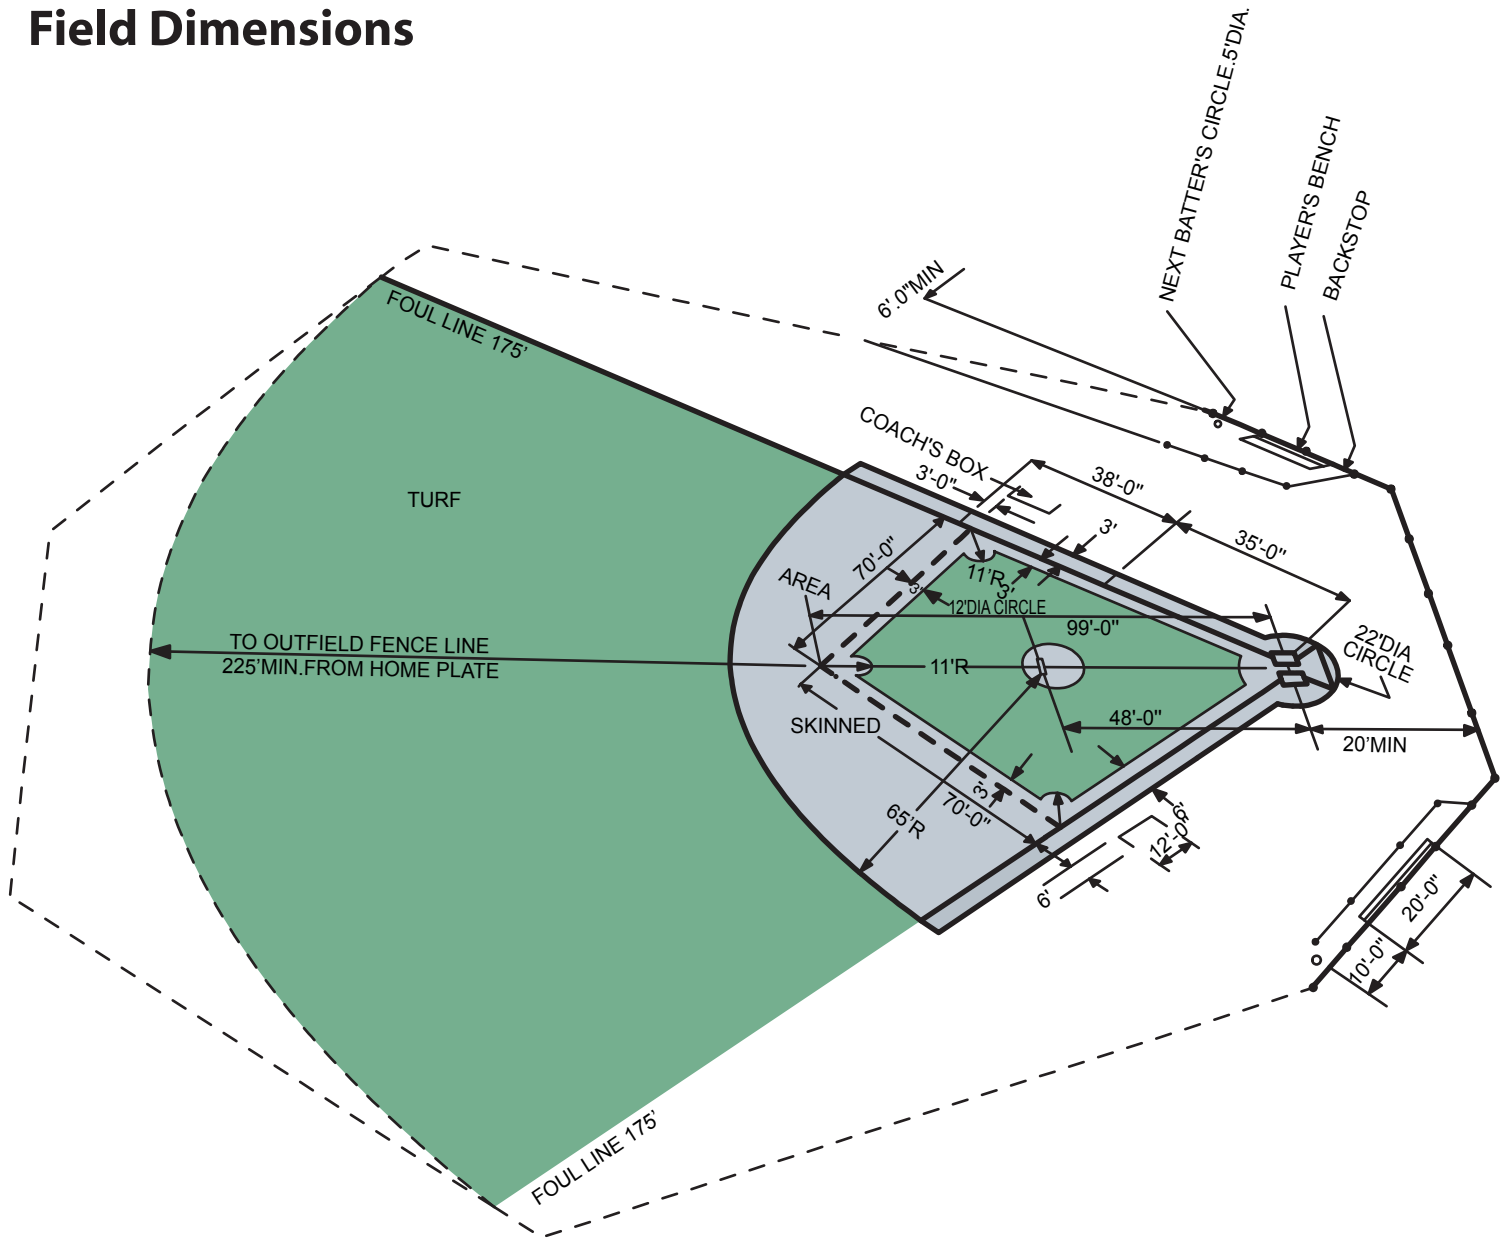 Field Dimensions
NEXT BATTER'S CIRCLE.5'DIA.
PLAYER'S BENCH
BACKSTOP
6'.0"MIN
FOUL LINE 175'
COACH'S BOX
3'-0"
38'-0"
35'-0"
3'
TURF
70'-0"
AREA
3'
11'R
3'
12'DIA CIRCLE
99'-0"
22'DIA
CIRCLE
TO OUTFIELD FENCE LINE
225'MIN.FROM HOME PLATE
11'R
SKINNED
48'-0"
20'MIN
3'
70'-0"
65'R
6'
12'-0"
6'
20'-0"
10'-0"
FOUL LINE 175'